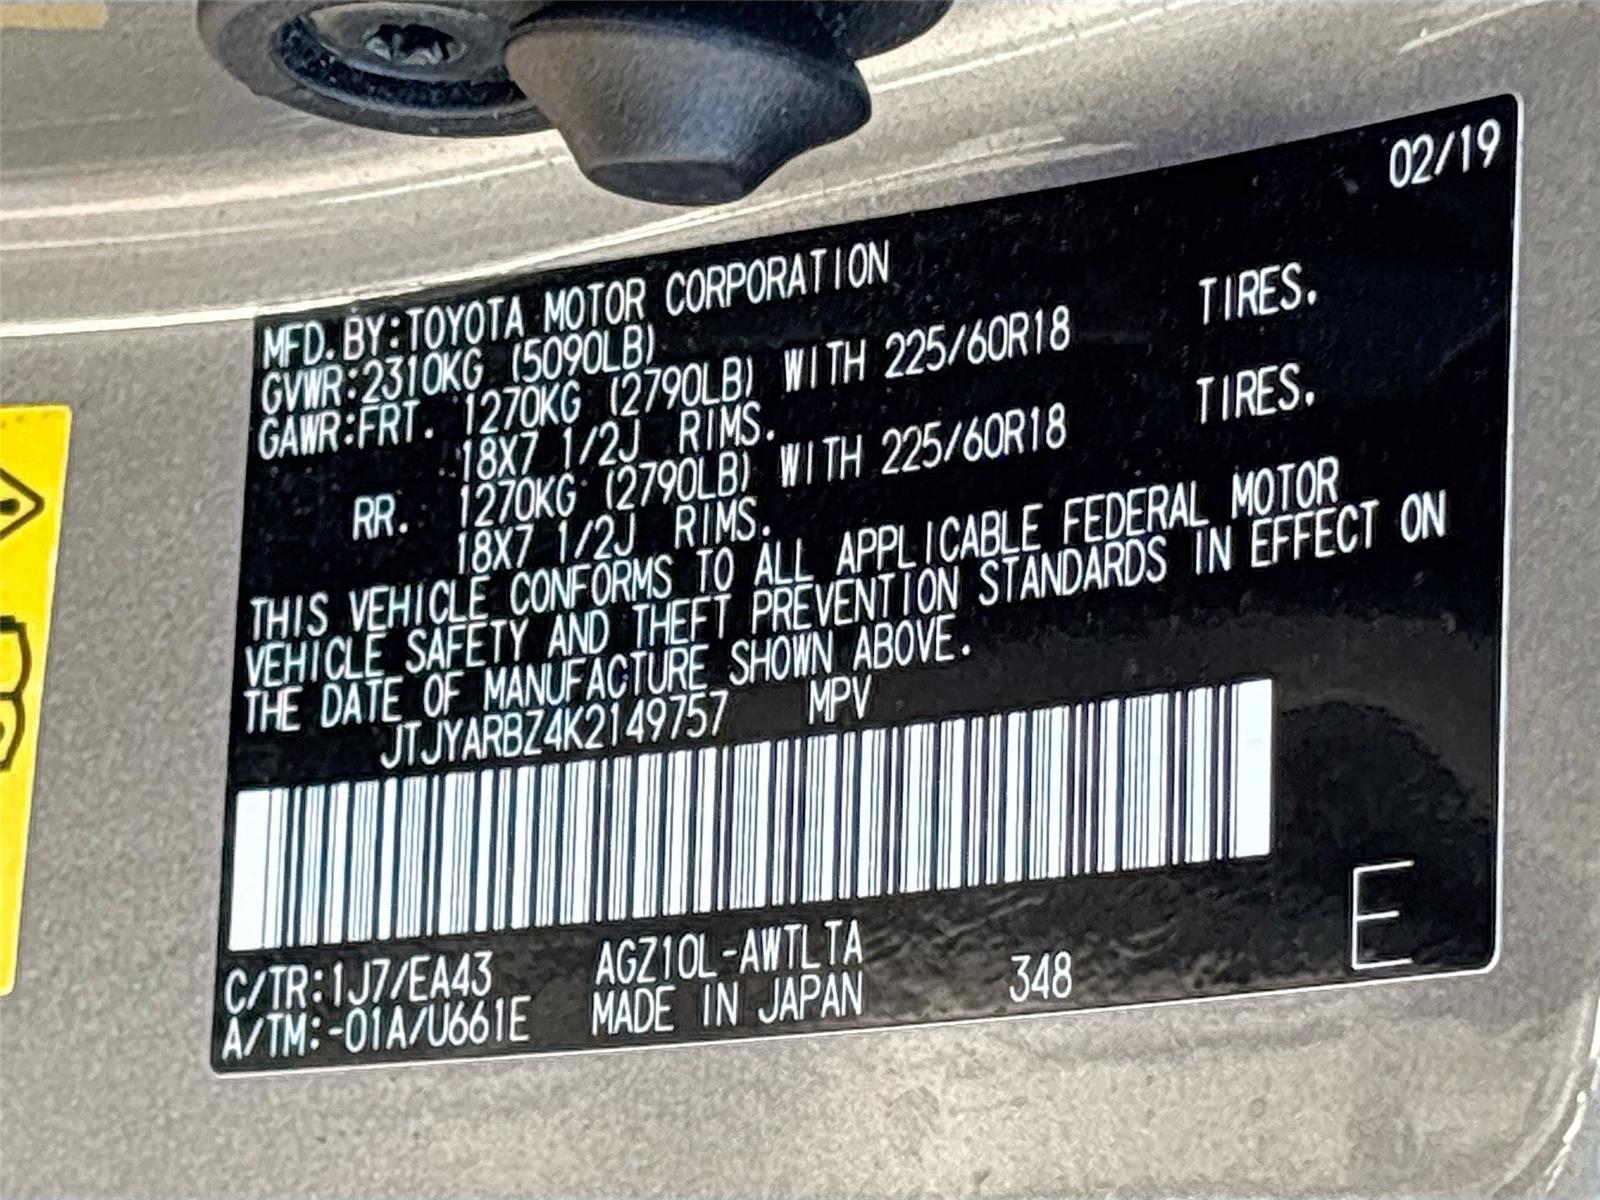 02/19
MFD. BY:TOYOTA MOTOR CORPORATION
GVWR:2310KG (5090LB)
GAWR:FRT. 1270KG (2790LB) WITH 225/60R18 TIRES.
18X7 1/2J RIMS.
RR. 1270KG (2790LB) WITH 225/60R18 TIRES.
18X7 1/2J RIMS.
THIS VEHICLE CONFORMS TO ALL APPLICABLE FEDERAL MOTOR
VEHICLE SAFETY AND THEFT PREVENTION STANDARDS IN EFFECT ON
THE DATE OF MANUFACTURE SHOWN ABOVE.
JTJYARBZ4K2149757 MPV
C/TR:1J7/EA43 AGZ10L-AWTLTA
A/TM:-01A/U661E MADE IN JAPAN 348
E